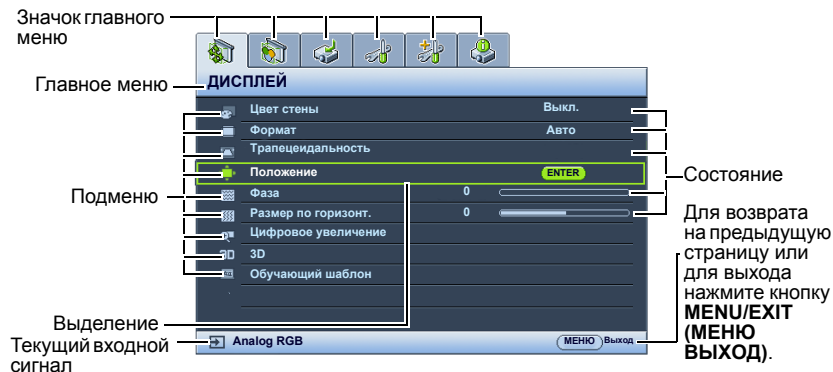 Значок главного
меню
Главное меню
ДИСПЛЕЙ
Цвет стены Выкл.
Формат Авто
Трапецеидальность
Положение ENTER
Фаза 0
Размер по горизонт. 0
Цифровое увеличение
3D 3D
Обучающий шаблон
Подменю
Выделение
Текущий входной
сигнал
Analog RGB
МЕНЮ Выход
Состояние
Для возврата
на предыдущую
страницу или
для выхода
нажмите кнопку
MENU/EXIT
(МЕНЮ
ВЫХОД).